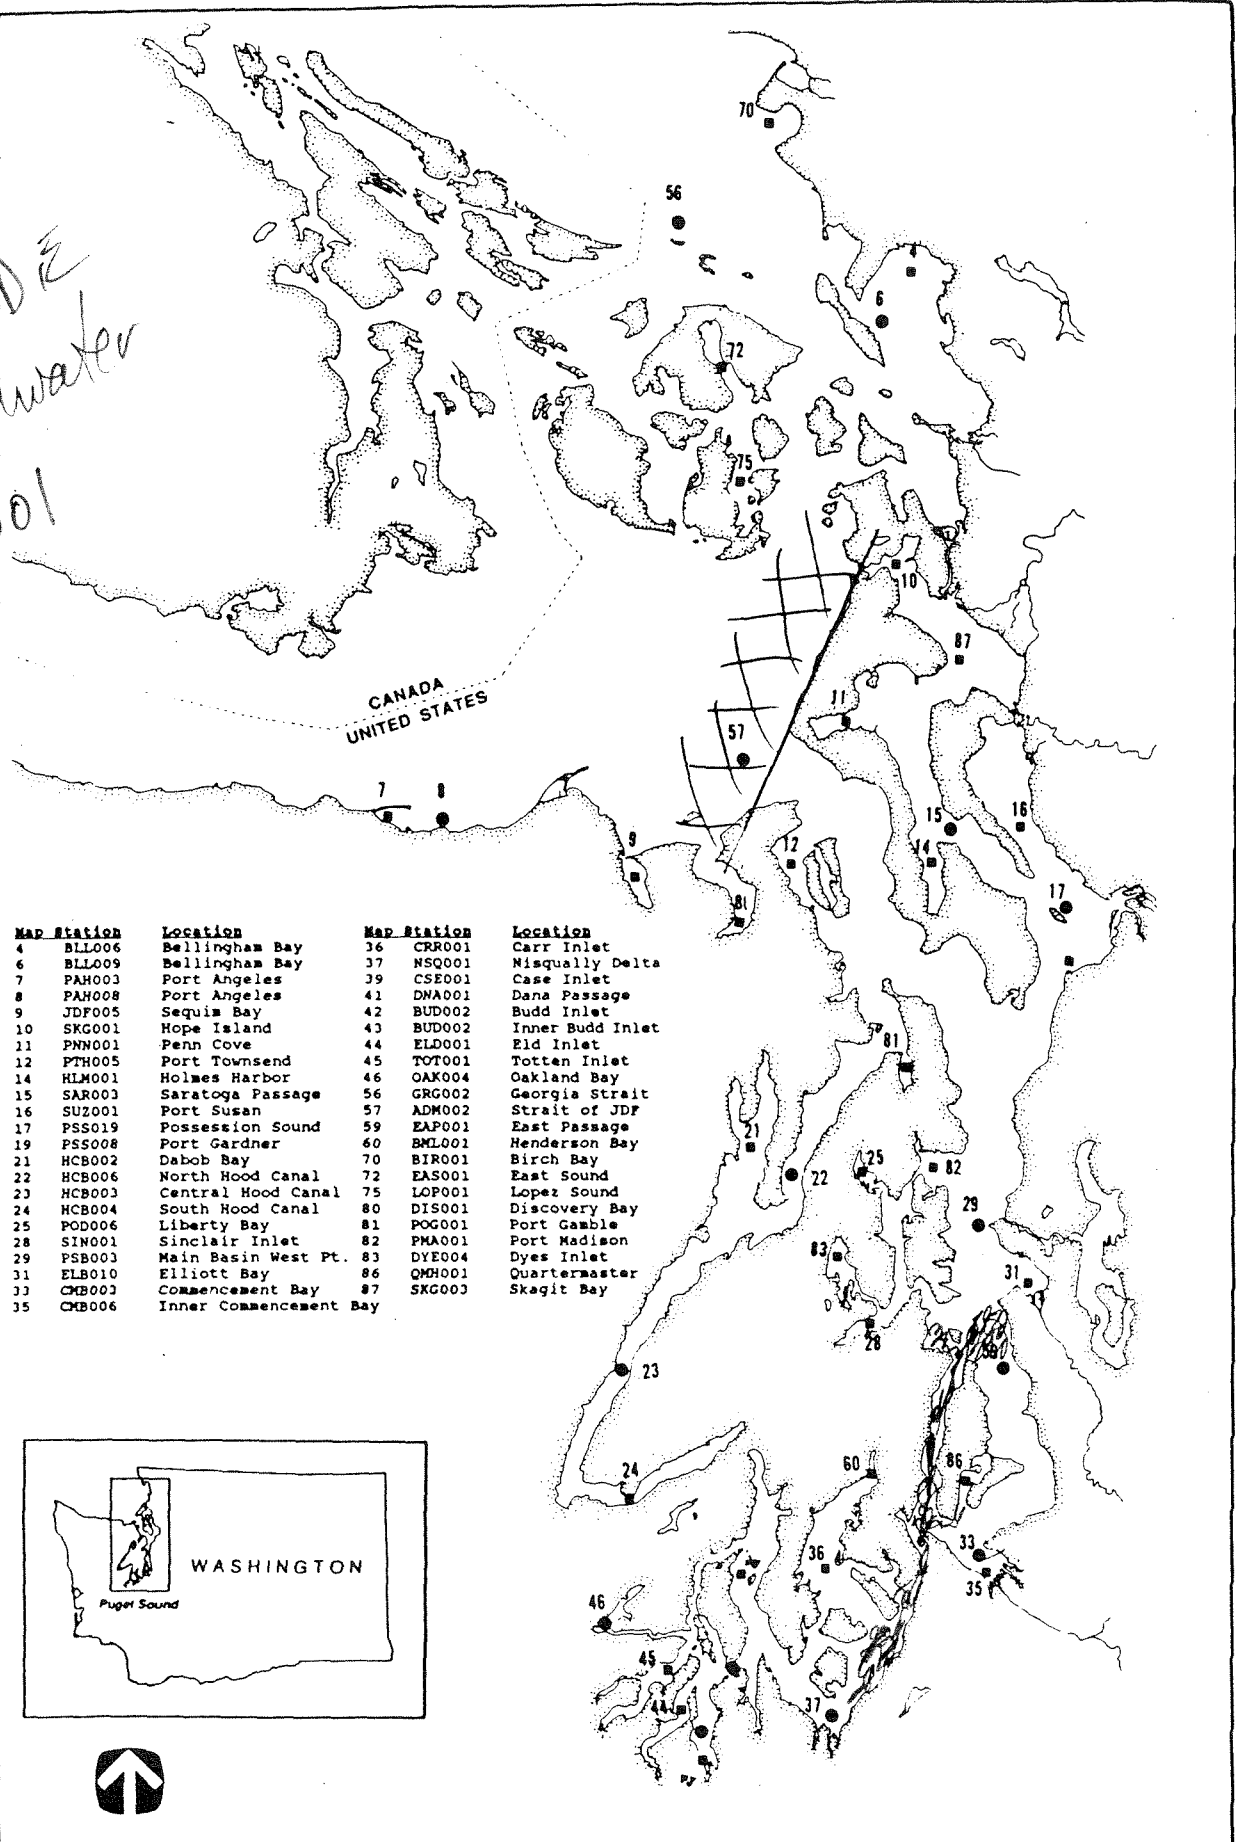 70
56
4
6
72
75
10
87
CANADA
UNITED STATES
11
57
7 8
15 16
9 12 14
17
81
water
01
Map Station Location Map Station Location
4 BLL006 Bellingham Bay 36 CRR001 Carr Inlet
6 BLL009 Bellingham Bay 37 NSQ001 Nisqually Delta
7 PAH003 Port Angeles 39 CSE001 Case Inlet
8 PAH008 Port Angeles 41 DNA001 Dana Passage
9 JDF005 Sequim Bay 42 BUD002 Budd Inlet
10 SKG001 Hope Island 43 BUD002 Inner Budd Inlet
11 PNN001 Penn Cove 44 ELD001 Eld Inlet
12 PTH005 Port Townsend 45 TOT001 Totten Inlet
14 HLM001 Holmes Harbor 46 OAK004 Oakland Bay
15 SAR003 Saratoga Passage 56 GRG002 Georgia Strait
16 SUZ001 Port Susan 57 ADM002 Strait of JDF
17 PSS019 Possession Sound 59 EAP001 East Passage
19 PSS008 Port Gardner 60 BML001 Henderson Bay
21 HCB002 Dabob Bay 70 BIR001 Birch Bay
22 HCB006 North Hood Canal 72 EAS001 East Sound
23 HCB003 Central Hood Canal 75 LOP001 Lopez Sound
24 HCB004 South Hood Canal 80 DIS001 Discovery Bay
25 POD006 Liberty Bay 81 POG001 Port Gamble
28 SIN001 Sinclair Inlet 82 PMA001 Port Madison
29 PSB003 Main Basin West Pt. 83 DYE004 Dyes Inlet
31 ELB010 Elliott Bay 86 QMH001 Quartermaster
33 CMB003 Commencement Bay 87 SKG003 Skagit Bay
35 CMB006 Inner Commencement Bay
81
21
22 25 82
29
83
31
28
59
23
24
60 86
33
36
35
46
45
44
37
WASHINGTON
Puget Sound